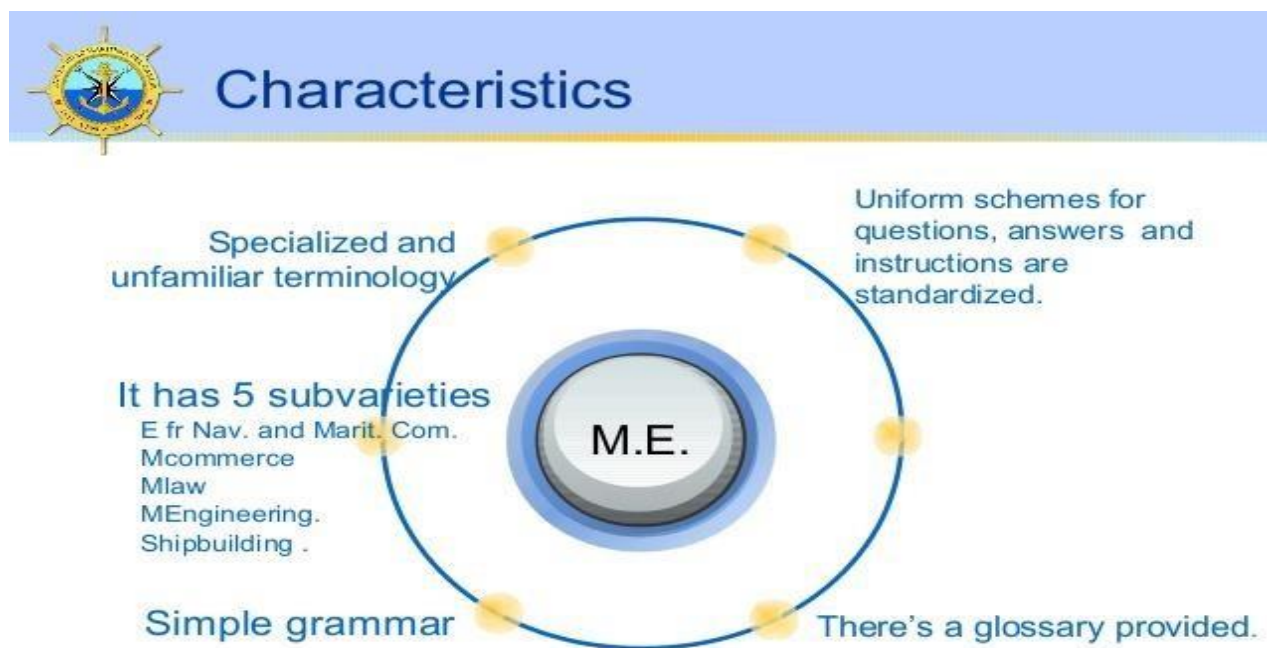 Characteristics
Specialized and
unfamiliar terminology
Uniform schemes for
questions, answers and
instructions are
standardized.
It has 5 subvarieties
E fr Nav. and Marit. Com.
Mcommerce
Mlaw
MEngineering.
Shipbuilding .
M.E.
Simple grammar
There's a glossary provided.